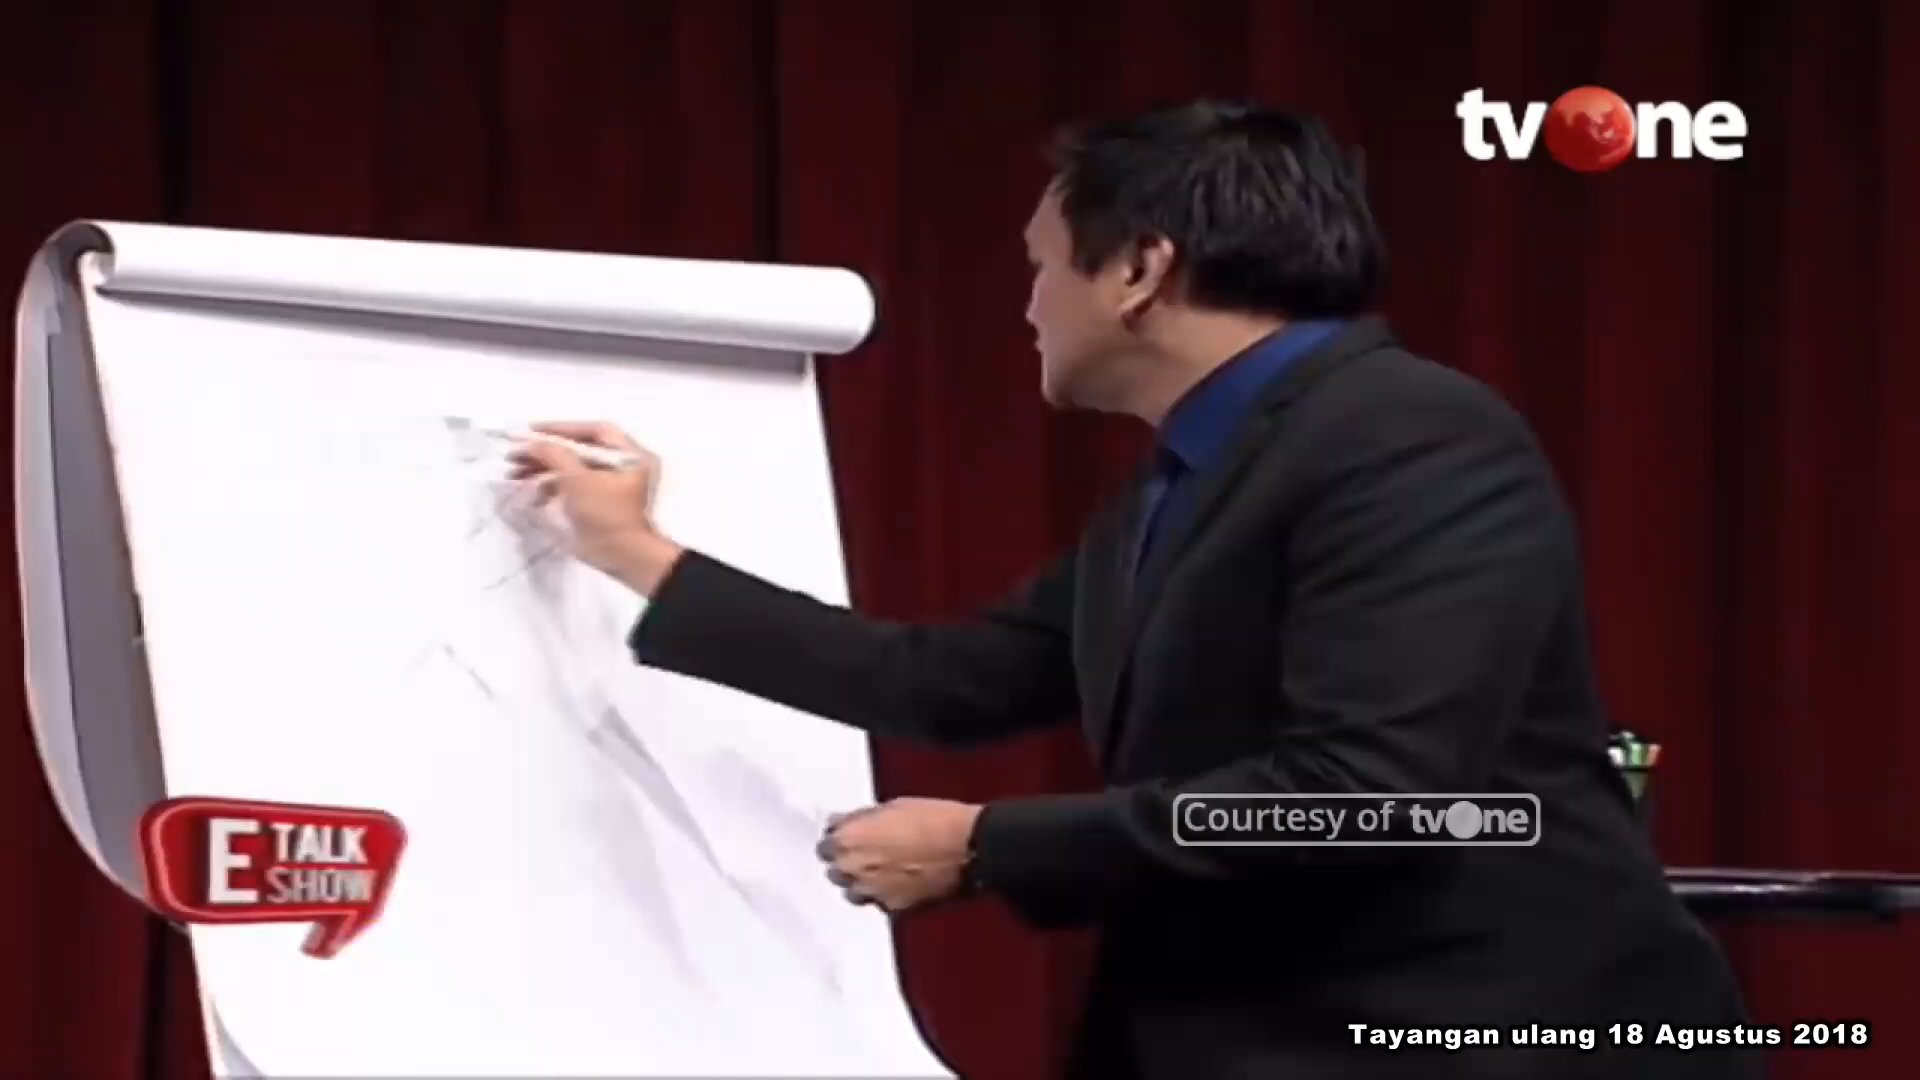 tvOne
E TALK
SHOW
Courtesy of tvOne
Tayangan ulang 18 Agustus 2018